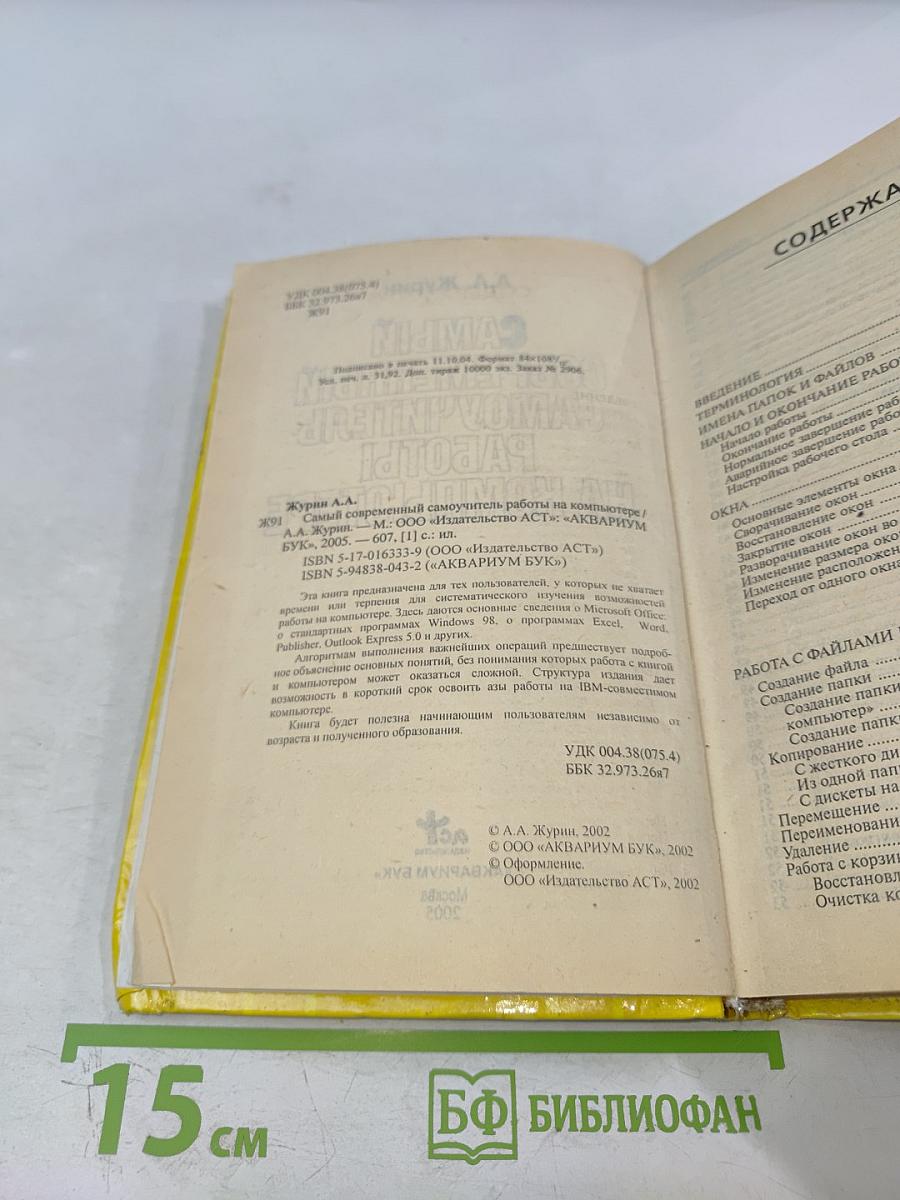 УДК 004.38(075.4)
ББК 32.973.26я7
Ж91
Подписано в печать 11.10.04. Формат 84х108/
Усл. печ. л. 31,92. Доп. тираж 10000 экз. Заказ № 2906.
Журин А.А.
Ж91 Самый современный самоучитель работы на компьютере /
А.А. Журин. — М.: ООО «Издательство АСТ»: «АКВАРИУМ
БУК», 2005. — 607, [1] с.: ил.
ISBN 5-17-016333-9 (ООО «Издательство АСТ»)
ISBN 5-94838-043-2 («АКВАРИУМ БУК»)
Эта книга предназначена для тех пользователей, у которых не хватает
времени или терпения для систематического изучения возможностей
работы на компьютере. Здесь даются основные сведения о Microsoft Office:
о стандартных программах Windows 98, о программах Excel, Word,
Publisher, Outlook Express 5.0 и других.
Алгоритмам выполнения важнейших операций предшествует подроб-
ное объяснение основных понятий, без понимания которых работа с книгой
и компьютером может оказаться сложной. Структура издания дает
возможность в короткий срок освоить азы работы на IBM-совместимом
компьютере.
Книга будет полезна начинающим пользователям независимо от
возраста и полученного образования.
УДК 004.38(075.4)
ББК 32.973.26я7
© А.А. Журин, 2002
© ООО «АКВАРИУМ БУК», 2002
© Оформление.
ООО «Издательство АСТ», 2002
СОДЕРЖА
ВВЕДЕНИЕ
ТЕРМИНОЛОГИЯ
ИМЕНА ПАПОК И ФАЙЛОВ
НАЧАЛО И ОКОНЧАНИЕ РАБО
Начало работы
Окончание работы
Нормальное завершение раб
Аварийное завершение рабо
Настройка рабочего стола
ОКНА
Основные элементы окна
Сворачивание окон
Восстановление окон
Закрытие окон
Разворачивание окон во
Изменение размера окон
Изменение расположен
Переход от одного окна
РАБОТА С ФАЙЛАМИ
Создание файла
Создание папки
Создание папки
компьютер»
Создание папки
Копирование
С жесткого ди
Из одной пап
С дискеты на
Перемещение
Переименовани
Удаление
Работа с корзин
Восстановл
Очистка ко
15 см
БФ БИБЛИОФАН